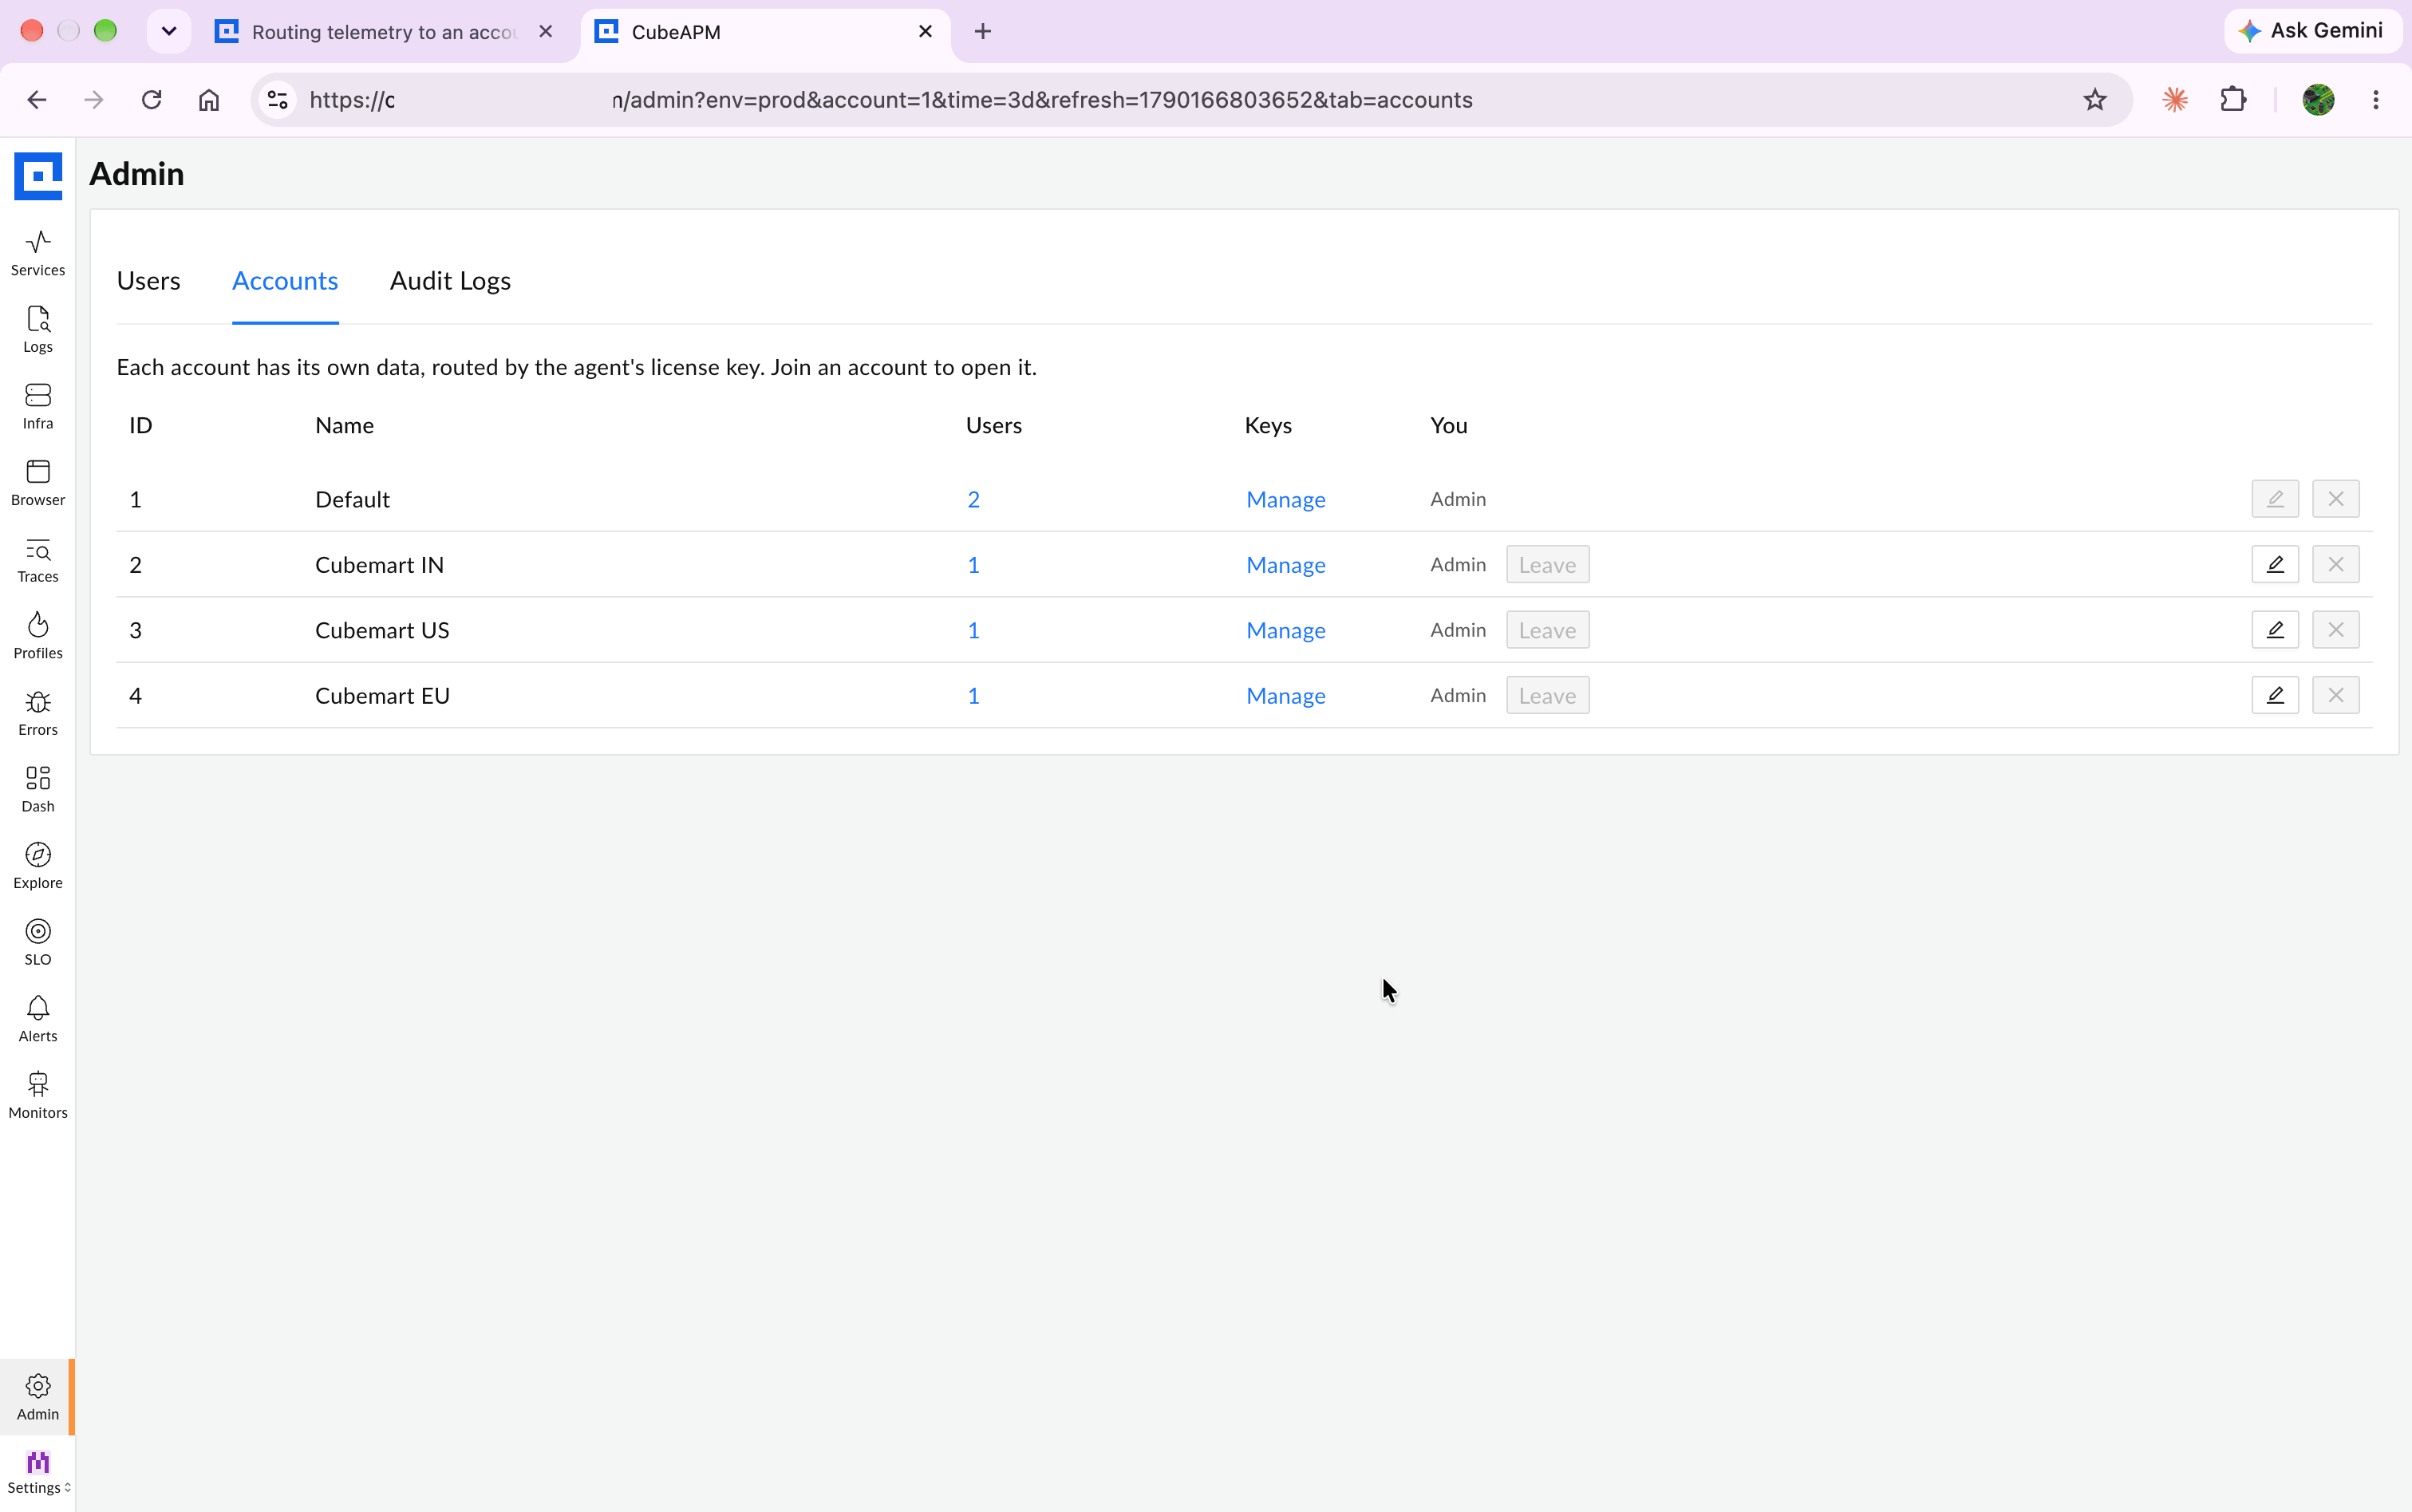 Routing telemetry to an accou
CubeAPM
Ask Gemini
https://c n/admin?env=prod&account=1&time=3d&refresh=1790166803652&tab=accounts
Admin
Services
Logs
Infra
Browser
Traces
Profiles
Errors
Dash
Explore
SLO
Alerts
Monitors
Admin
Settings
Users Accounts Audit Logs
Each account has its own data, routed by the agent's license key. Join an account to open it.
ID Name Users Keys You
1 Default 2 Manage Admin
2 Cubemart IN 1 Manage Admin Leave
3 Cubemart US 1 Manage Admin Leave
4 Cubemart EU 1 Manage Admin Leave